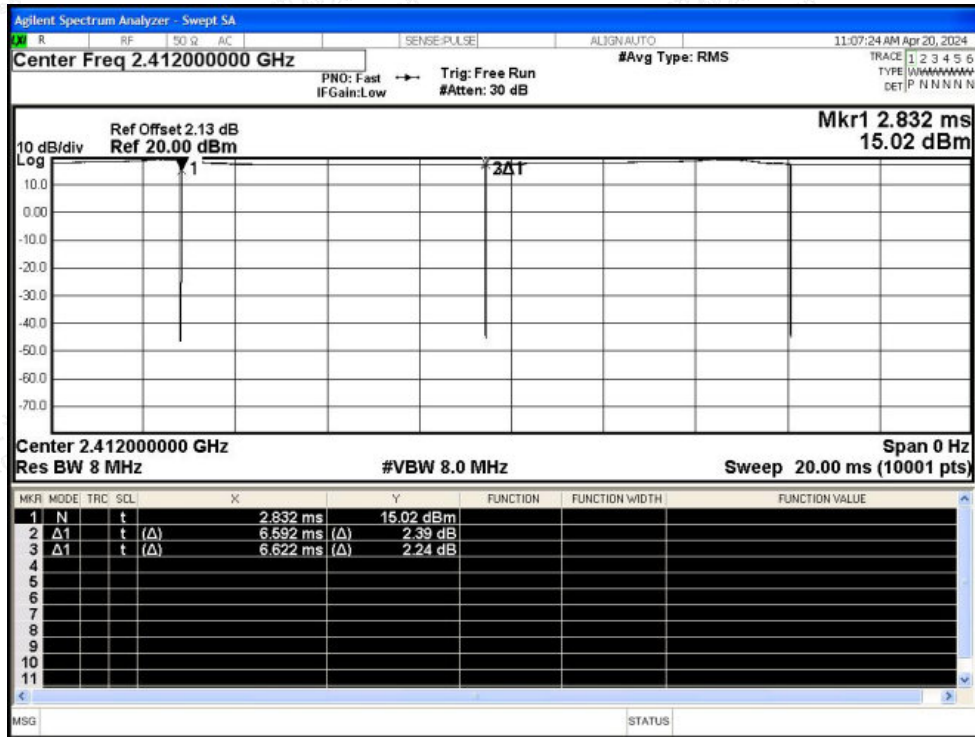 Agilent Spectrum Analyzer - Swept SA
R RF 50 Ω AC SENSE:PULSE ALIGNAUTO 11:07:24 AM Apr 20, 2024
Center Freq 2.412000000 GHz #Avg Type: RMS TRACE 1 2 3 4 5 6
PNO: Fast Trig: Free Run TYPE
IFGain:Low #Atten: 30 dB DET P N N N N N
Mkr1 2.832 ms
Ref Offset 2.13 dB
10 dB/div Ref 20.00 dBm 15.02 dBm
Log
1 3Δ1
10.0
0.00
-10.0
-20.0
-30.0
-40.0
-50.0
-60.0
-70.0
Center 2.412000000 GHz Span 0 Hz
Res BW 8 MHz #VBW 8.0 MHz Sweep 20.00 ms (10001 pts)
MKR MODE TRC SCL X Y FUNCTION FUNCTION WIDTH FUNCTION VALUE
1 N t 2.832 ms 15.02 dBm
2 Δ1 t (Δ) 6.592 ms (Δ) 2.39 dB
3 Δ1 t (Δ) 6.622 ms (Δ) 2.24 dB
4
5
6
7
8
9
10
11
MSG STATUS